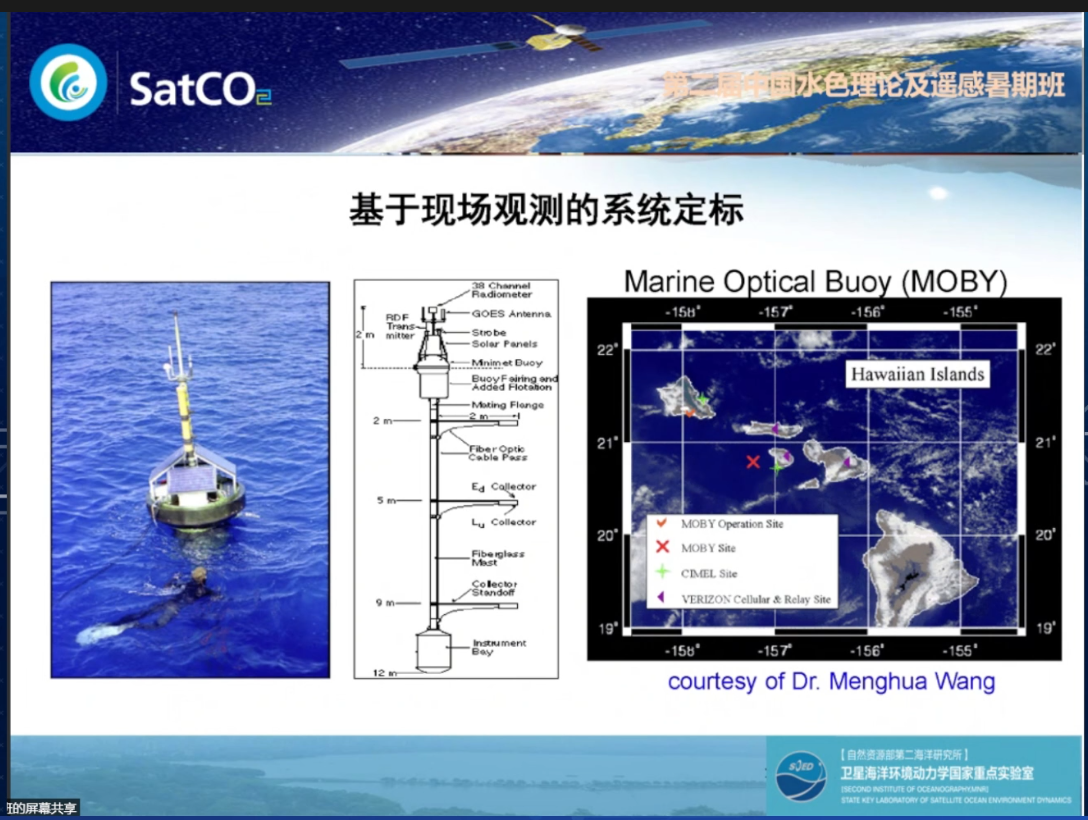 SatCO2
第二届中国水色理论及遥感暑期班
基于现场观测的系统定标
38 Channel
Radiometer
GOES Antenna
RDF
Trans-
mitter
Strobe
Solar Panels
2 m
Minimet Buoy
Buoy Fairing and
Added Flotation
Mating Flange
2 m
2 m
Fiber Optic
Cable Pass
Ed Collector
5 m
Lu Collector
Fiberglass
Mast
Collector
Standoff
9 m
Instrument
Bay
12 m
Marine Optical Buoy (MOBY)
-158° -157° -156° -155°
22° 22°
Hawaiian Islands
21° 21°
20° 20°
MOBY Operation Site
MOBY Site
CIMEL Site
VERIZON Cellular & Relay Site
19° 19°
-158° -157° -156° -155°
courtesy of Dr. Menghua Wang
SJED
【自然资源部第二海洋研究所】
卫星海洋环境动力学国家重点实验室
(SECOND INSTITUTE OF OCEANOGRAPHY,MNR)
STATE KEY LABORATORY OF SATELLITE OCEAN ENVIRONMENT DYNAMICS
的屏幕共享